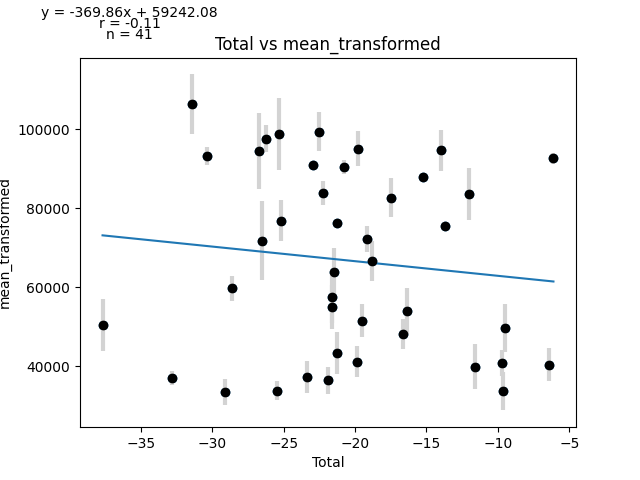 y = -369.86x + 59242.08
r = -0.11
n = 41
Total vs mean_transformed
mean_transformed
100000
80000
60000
40000
−35
−30
−25
−20
−15
−10
−5
Total